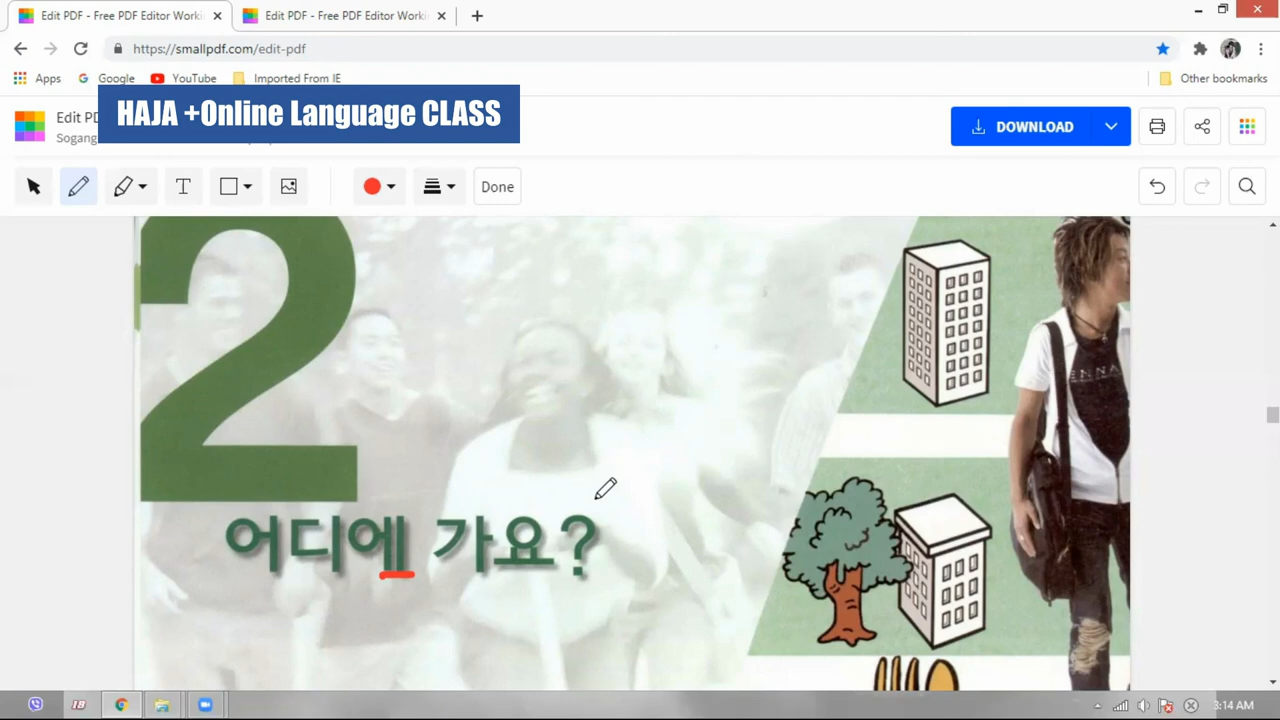 Edit PDF - Free PDF Editor Worki
Edit PDF - Free PDF Editor Worki
https://smallpdf.com/edit-pdf
Apps
Google
YouTube
Imported From IE
Other bookmarks
HAJA +Online Language CLASS
Edit PD
Sogang
DOWNLOAD
T
Done
2
어디에 가요?
18
3:14 AM